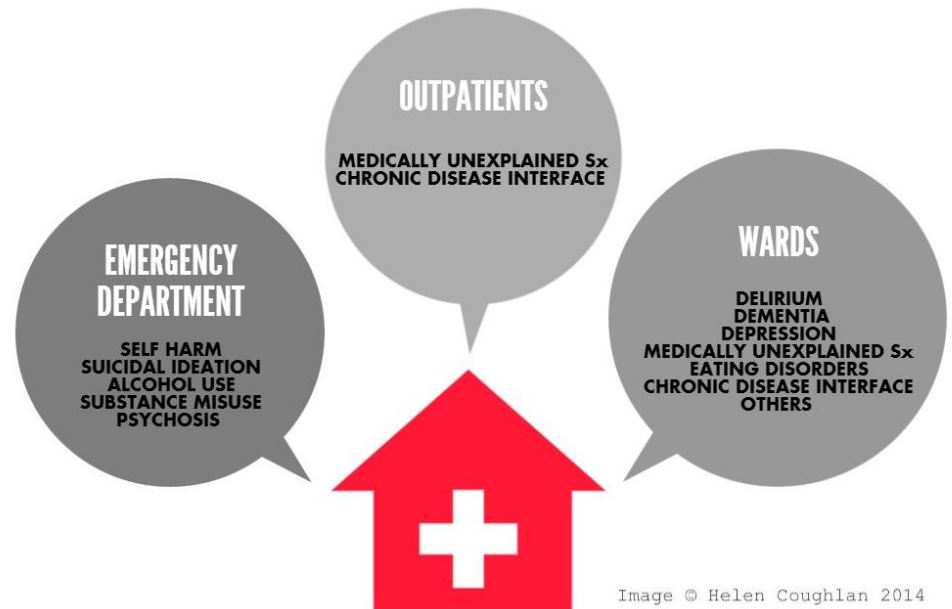 OUTPATIENTS
MEDICALLY UNEXPLAINED Sx
CHRONIC DISEASE INTERFACE
EMERGENCY
DEPARTMENT
SELF HARM
SUICIDAL IDEATION
ALCOHOL USE
SUBSTANCE MISUSE
PSYCHOSIS
WARDS
DELIRIUM
DEMENTIA
DEPRESSION
MEDICALLY UNEXPLAINED Sx
EATING DISORDERS
CHRONIC DISEASE INTERFACE
OTHERS
Image © Helen Coughlan 2014